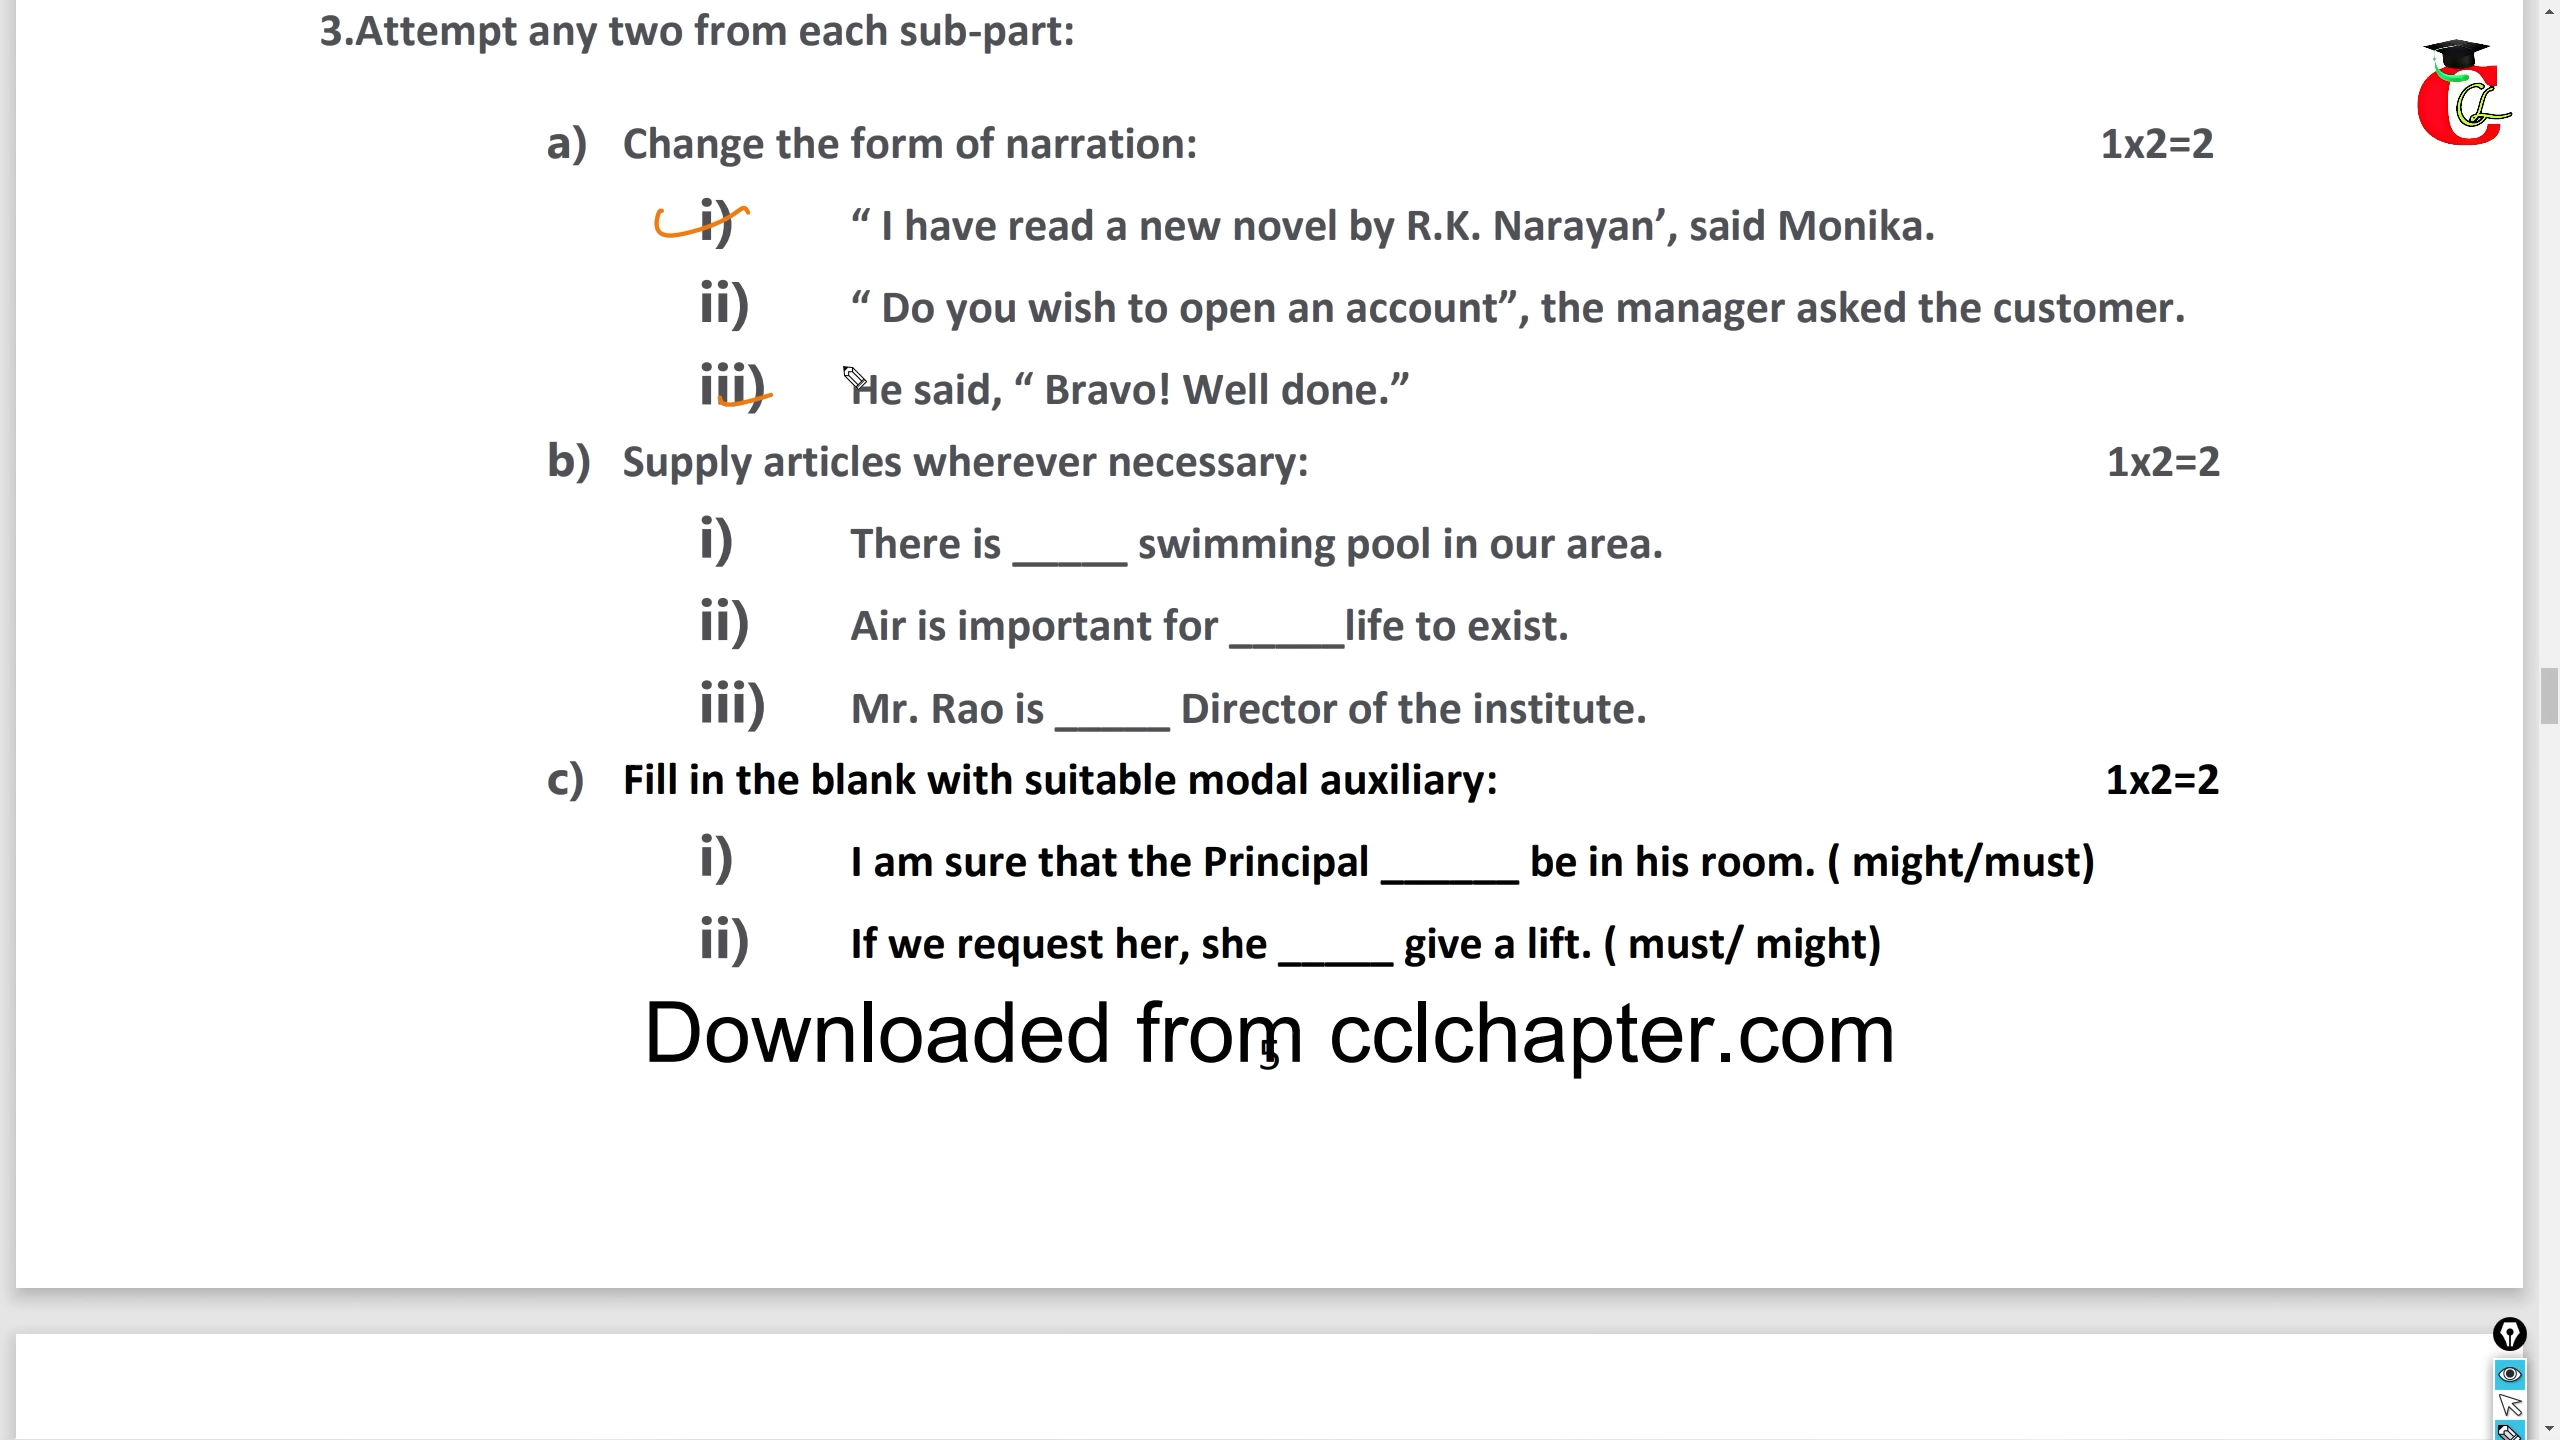 3.Attempt any two from each sub-part:
a) Change the form of narration: 1x2=2
i) “ I have read a new novel by R.K. Narayan’, said Monika.
ii) “ Do you wish to open an account”, the manager asked the customer.
iii) He said, “ Bravo! Well done.”
b) Supply articles wherever necessary: 1x2=2
i) There is _____ swimming pool in our area.
ii) Air is important for _____life to exist.
iii) Mr. Rao is _____ Director of the institute.
c) Fill in the blank with suitable modal auxiliary: 1x2=2
i) I am sure that the Principal ______ be in his room. ( might/must)
ii) If we request her, she _____ give a lift. ( must/ might)
Downloaded from cclchapter.com
5